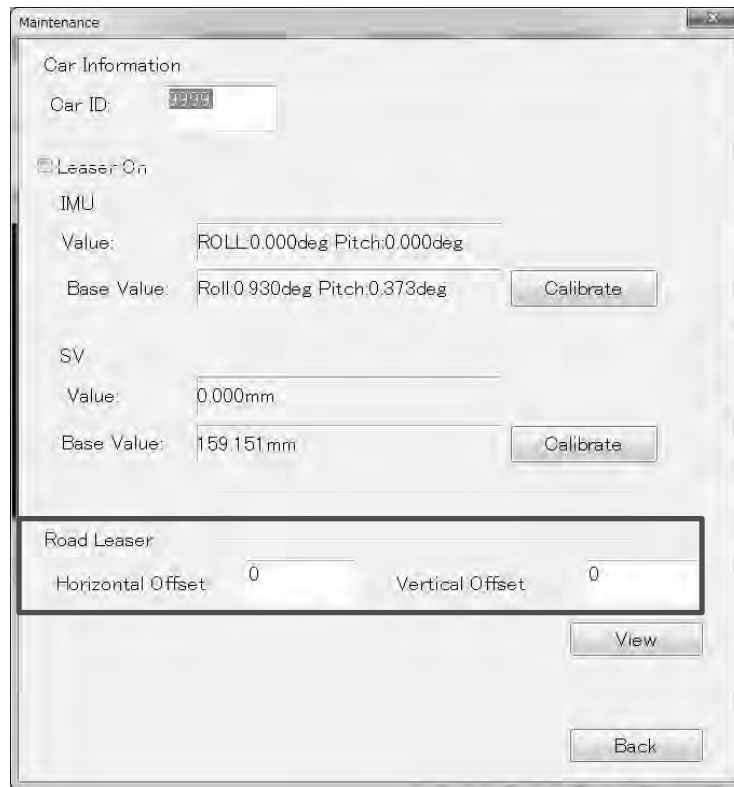 Maintenance
Car Information
Car ID: 9999
Leaser On
IMU
Value: ROLL:0.000deg Pitch:0.000deg
Base Value: Roll:0.930deg Pitch:0.373deg Calibrate
SV
Value: 0.000mm
Base Value: 159.151mm Calibrate
Road Leaser
Horizontal Offset 0 Vertical Offset 0
View
Back